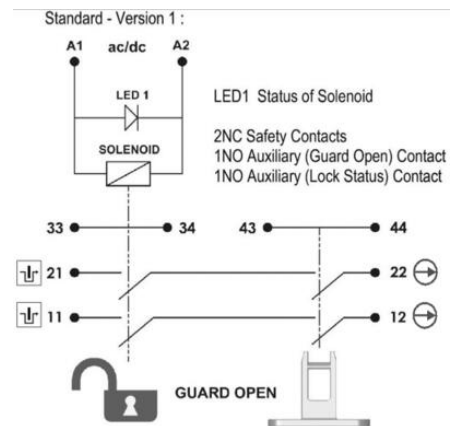 Standard - Version 1 :
A1 ac/dc A2
LED 1
LED1 Status of Solenoid
SOLENOID
2NC Safety Contacts
1NO Auxiliary (Guard Open) Contact
1NO Auxiliary (Lock Status) Contact
33 34 43 44
21 22
11 12
GUARD OPEN